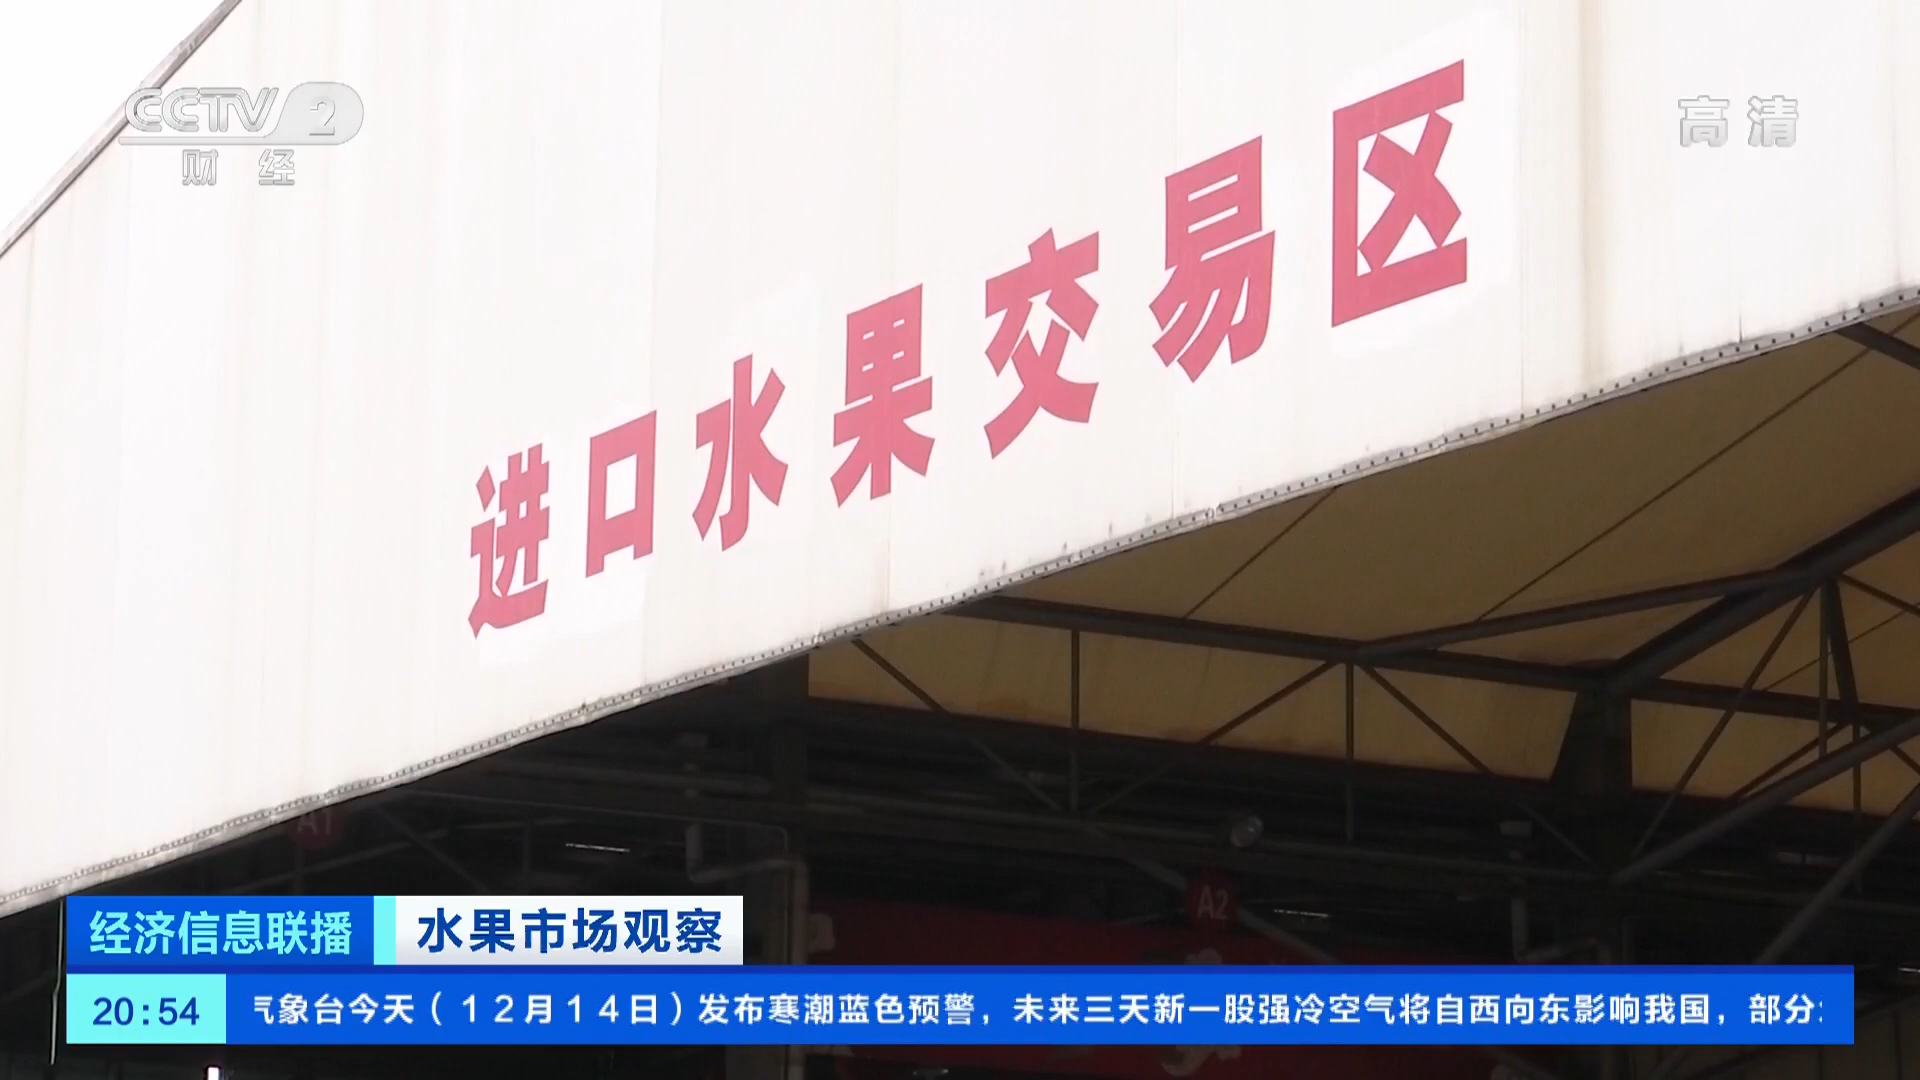 CCTV 2
财经
高清
进口水果交易区
A1
A2
经济信息联播
水果市场观察
20:54
气象台今天（12月14日）发布寒潮蓝色预警，未来三天新一股强冷空气将自西向东影响我国，部分